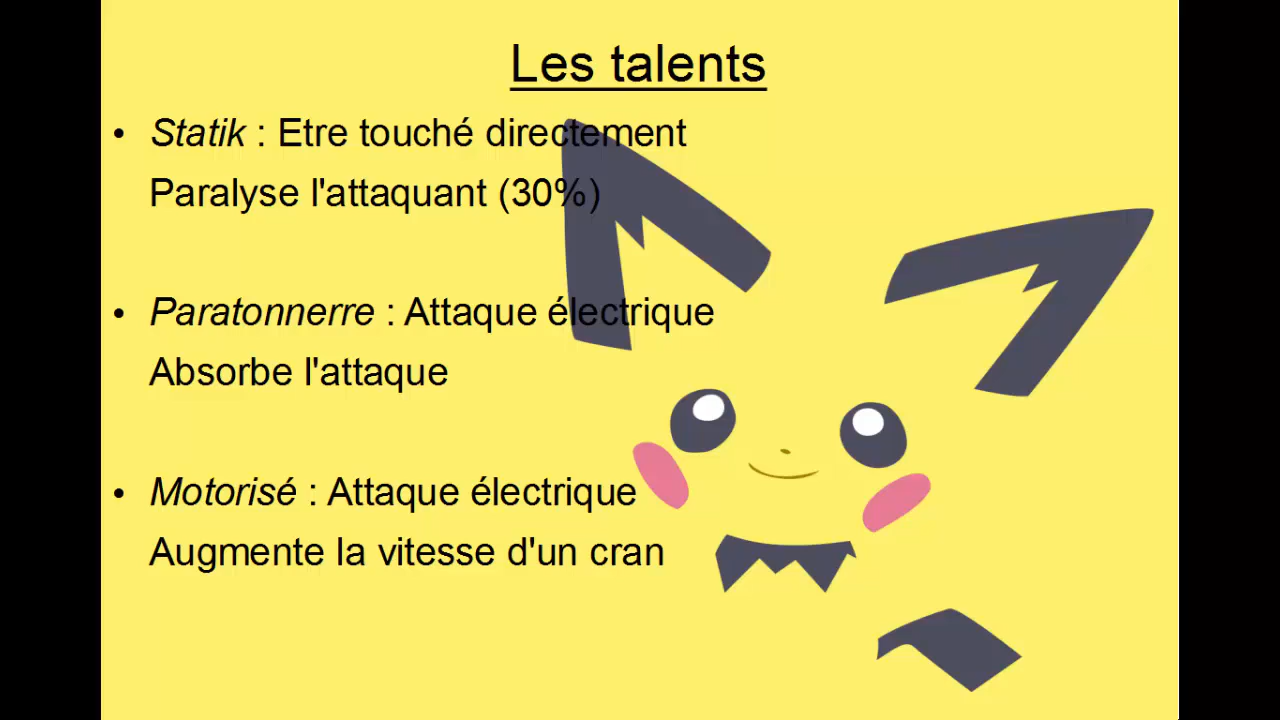 Les talents
• Statik : Etre touché directement
Paralyse l'attaquant (30%)
• Paratonnerre : Attaque électrique
Absorbe l'attaque
• Motorisé : Attaque électrique
Augmente la vitesse d'un cran